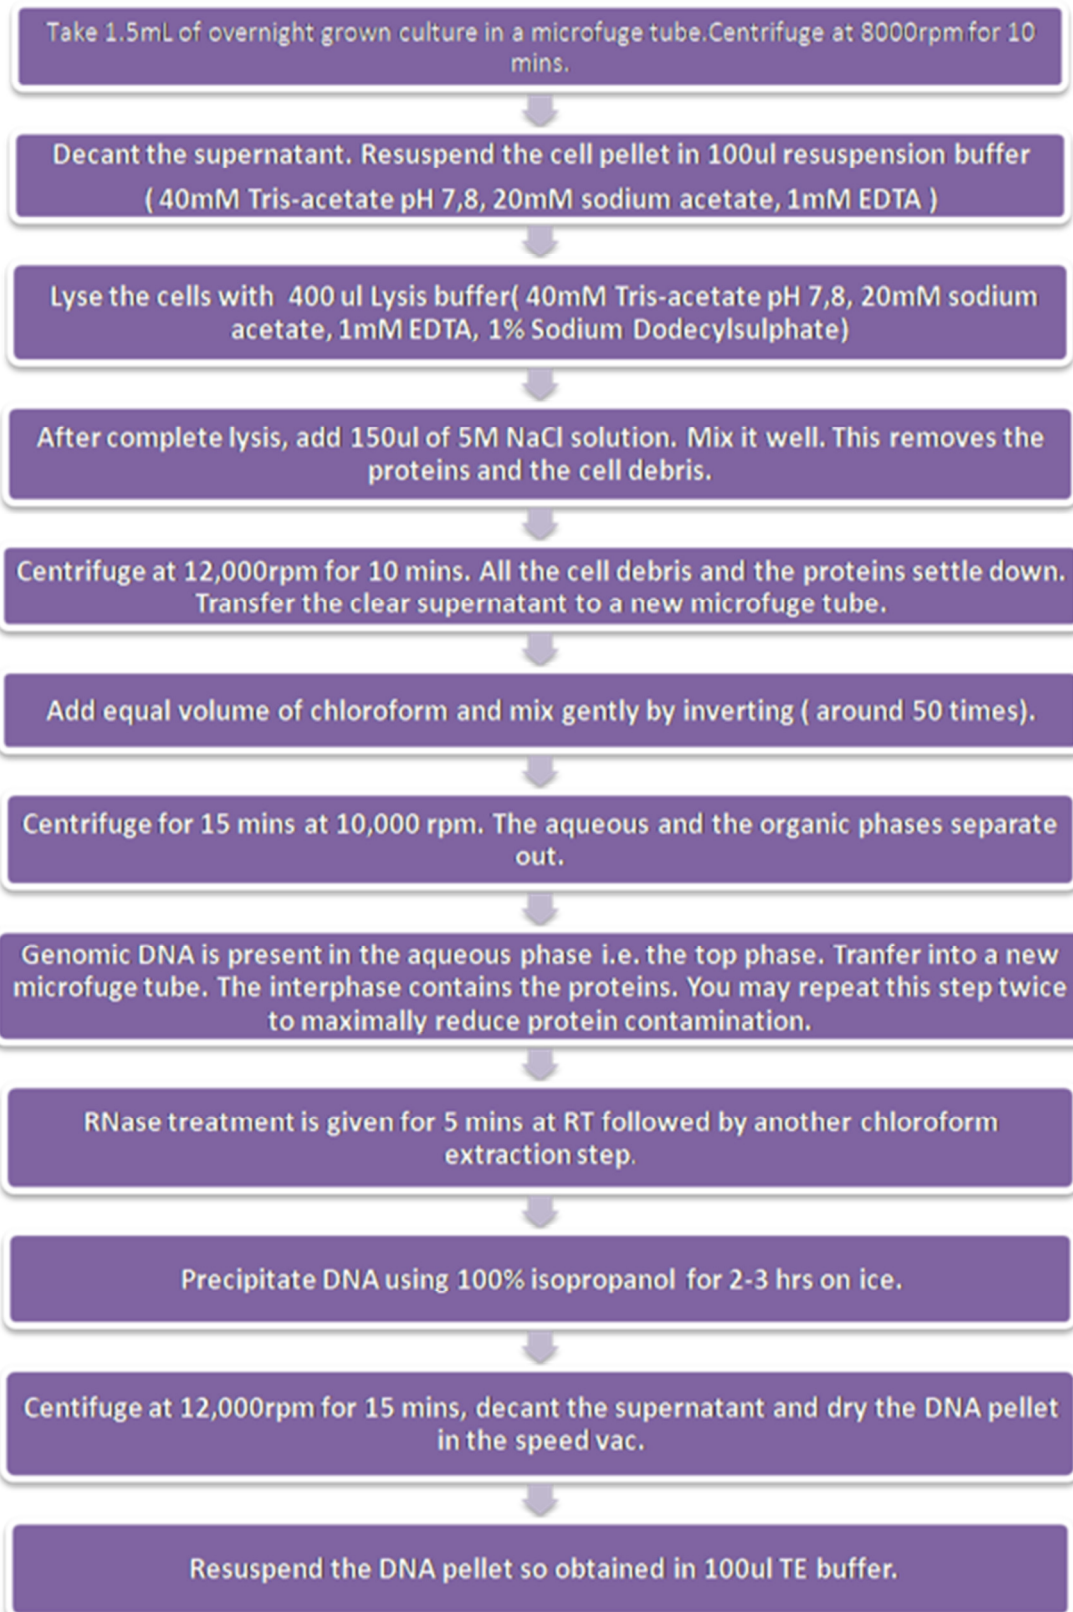 Take 1.5mL of overnight grown culture in a microfuge tube.Centrifuge at 8000rpm for 10
mins.
Decant the supernatant. Resuspend the cell pellet in 100ul resuspension buffer
( 40mM Tris-acetate pH 7,8, 20mM sodium acetate, 1mM EDTA )
Lyse the cells with 400 ul Lysis buffer( 40mM Tris-acetate pH 7,8, 20mM sodium
acetate, 1mM EDTA, 1% Sodium Dodecylsulphate)
After complete lysis, add 150ul of 5M NaCl solution. Mix it well. This removes the
proteins and the cell debris.
Centrifuge at 12,000rpm for 10 mins. All the cell debris and the proteins settle down.
Transfer the clear supernatant to a new microfuge tube.
Add equal volume of chloroform and mix gently by inverting ( around 50 times).
Centrifuge for 15 mins at 10,000 rpm. The aqueous and the organic phases separate
out.
Genomic DNA is present in the aqueous phase i.e. the top phase. Tranfer into a new
microfuge tube. The interphase contains the proteins. You may repeat this step twice
to maximally reduce protein contamination.
RNase treatment is given for 5 mins at RT followed by another chloroform
extraction step.
Precipitate DNA using 100% isopropanol for 2-3 hrs on ice.
Centifuge at 12,000rpm for 15 mins, decant the supernatant and dry the DNA pellet
in the speed vac.
Resuspend the DNA pellet so obtained in 100ul TE buffer.